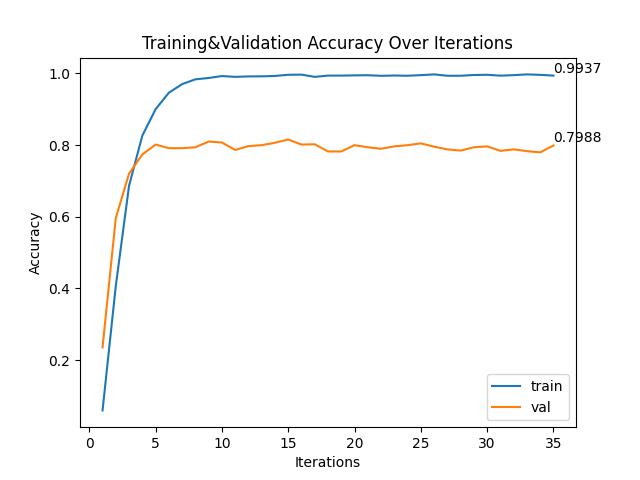 Training&Validation Accuracy Over Iterations
1.0
0.8
0.6
0.4
0.2
Accuracy
0.9937
0.7988
train
val
0 5 10 15 20 25 30 35
Iterations